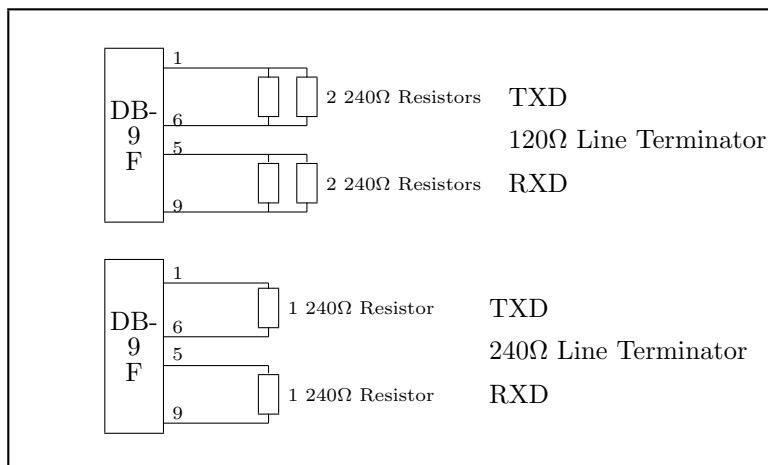 1
DB-
9
F
2 240Ω Resistors
TXD
6
120Ω Line Terminator
5
2 240Ω Resistors
RXD
9
1
DB-
9
F
1 240Ω Resistor
TXD
6
240Ω Line Terminator
5
1 240Ω Resistor
RXD
9